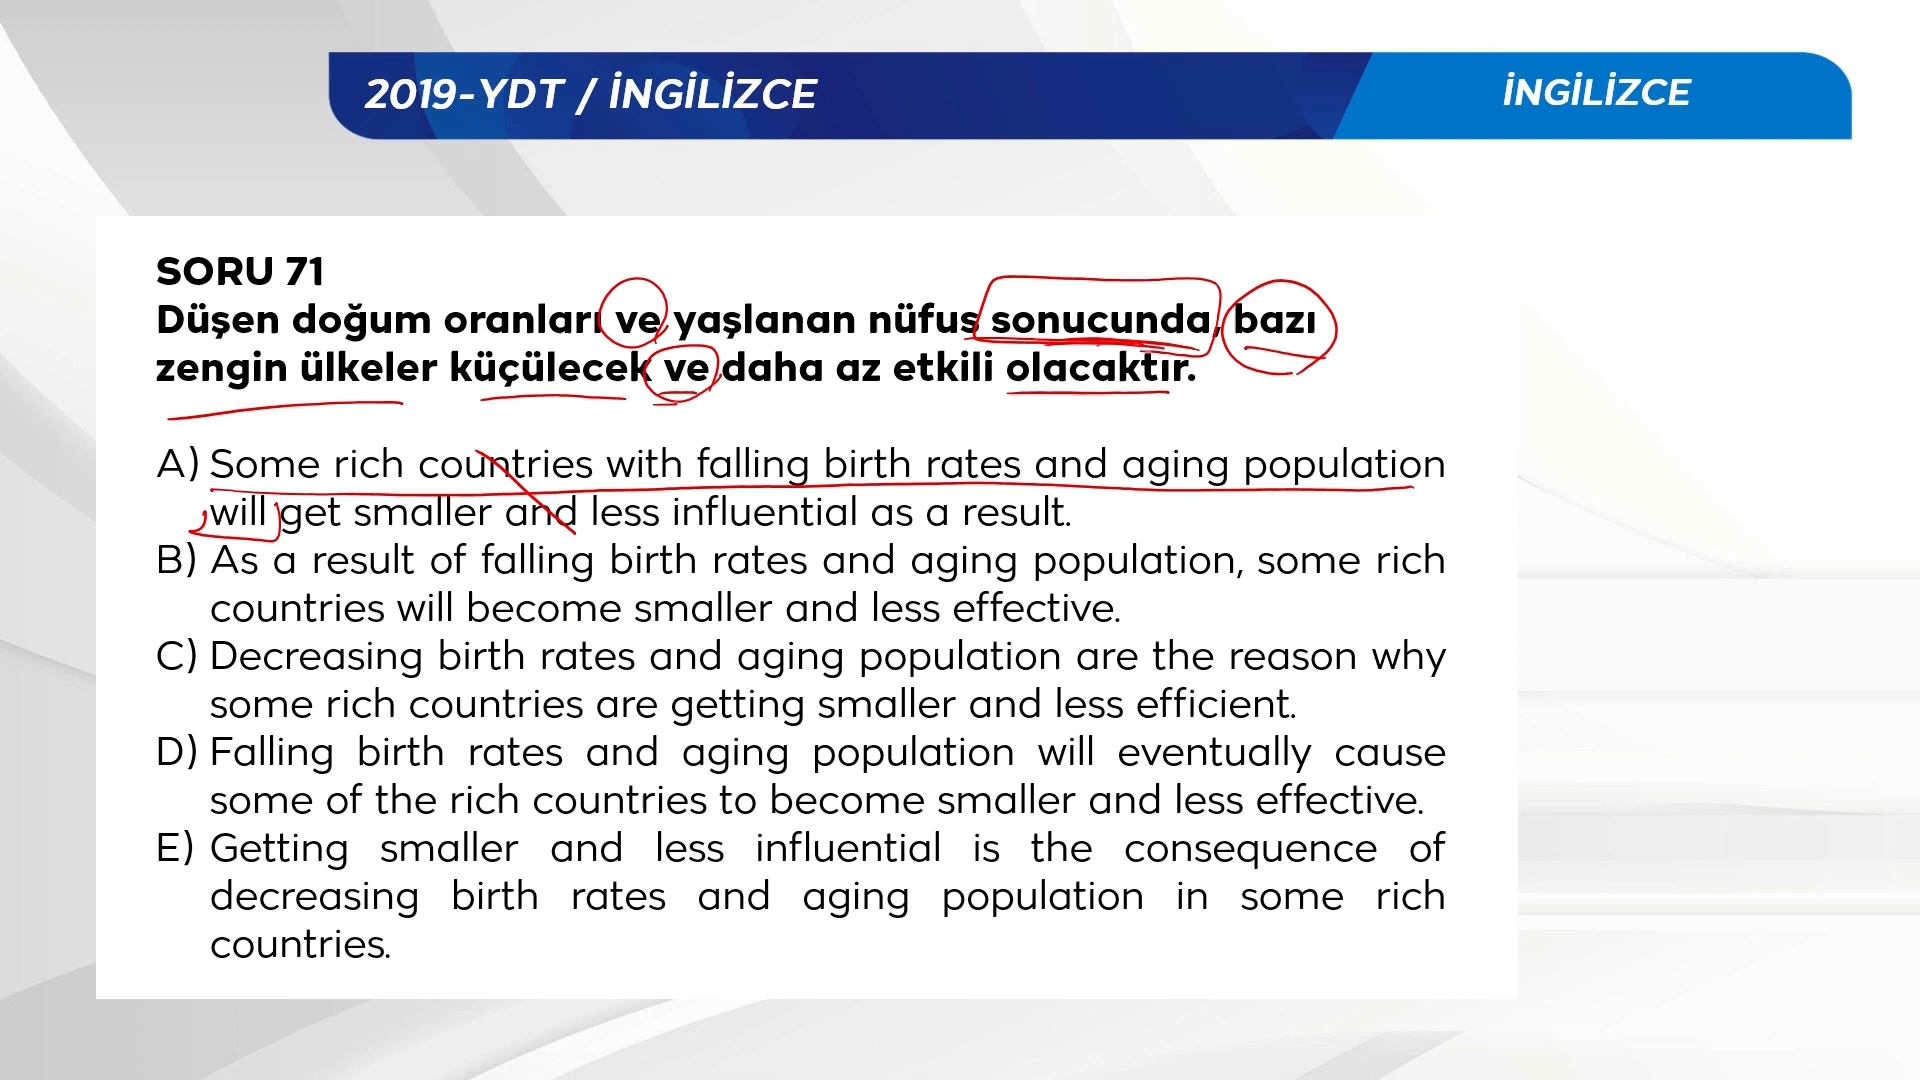 2019-YDT / İNGİLİZCE
İNGİLİZCE
SORU 71
Düşen doğum oranları ve yaşlanan nüfus sonucunda, bazı
zengin ülkeler küçülecek ve daha az etkili olacaktır.
A) Some rich countries with falling birth rates and aging population
will get smaller and less influential as a result.
B) As a result of falling birth rates and aging population, some rich
countries will become smaller and less effective.
C) Decreasing birth rates and aging population are the reason why
some rich countries are getting smaller and less efficient.
D) Falling birth rates and aging population will eventually cause
some of the rich countries to become smaller and less effective.
E) Getting smaller and less influential is the consequence of
decreasing birth rates and aging population in some rich
countries.